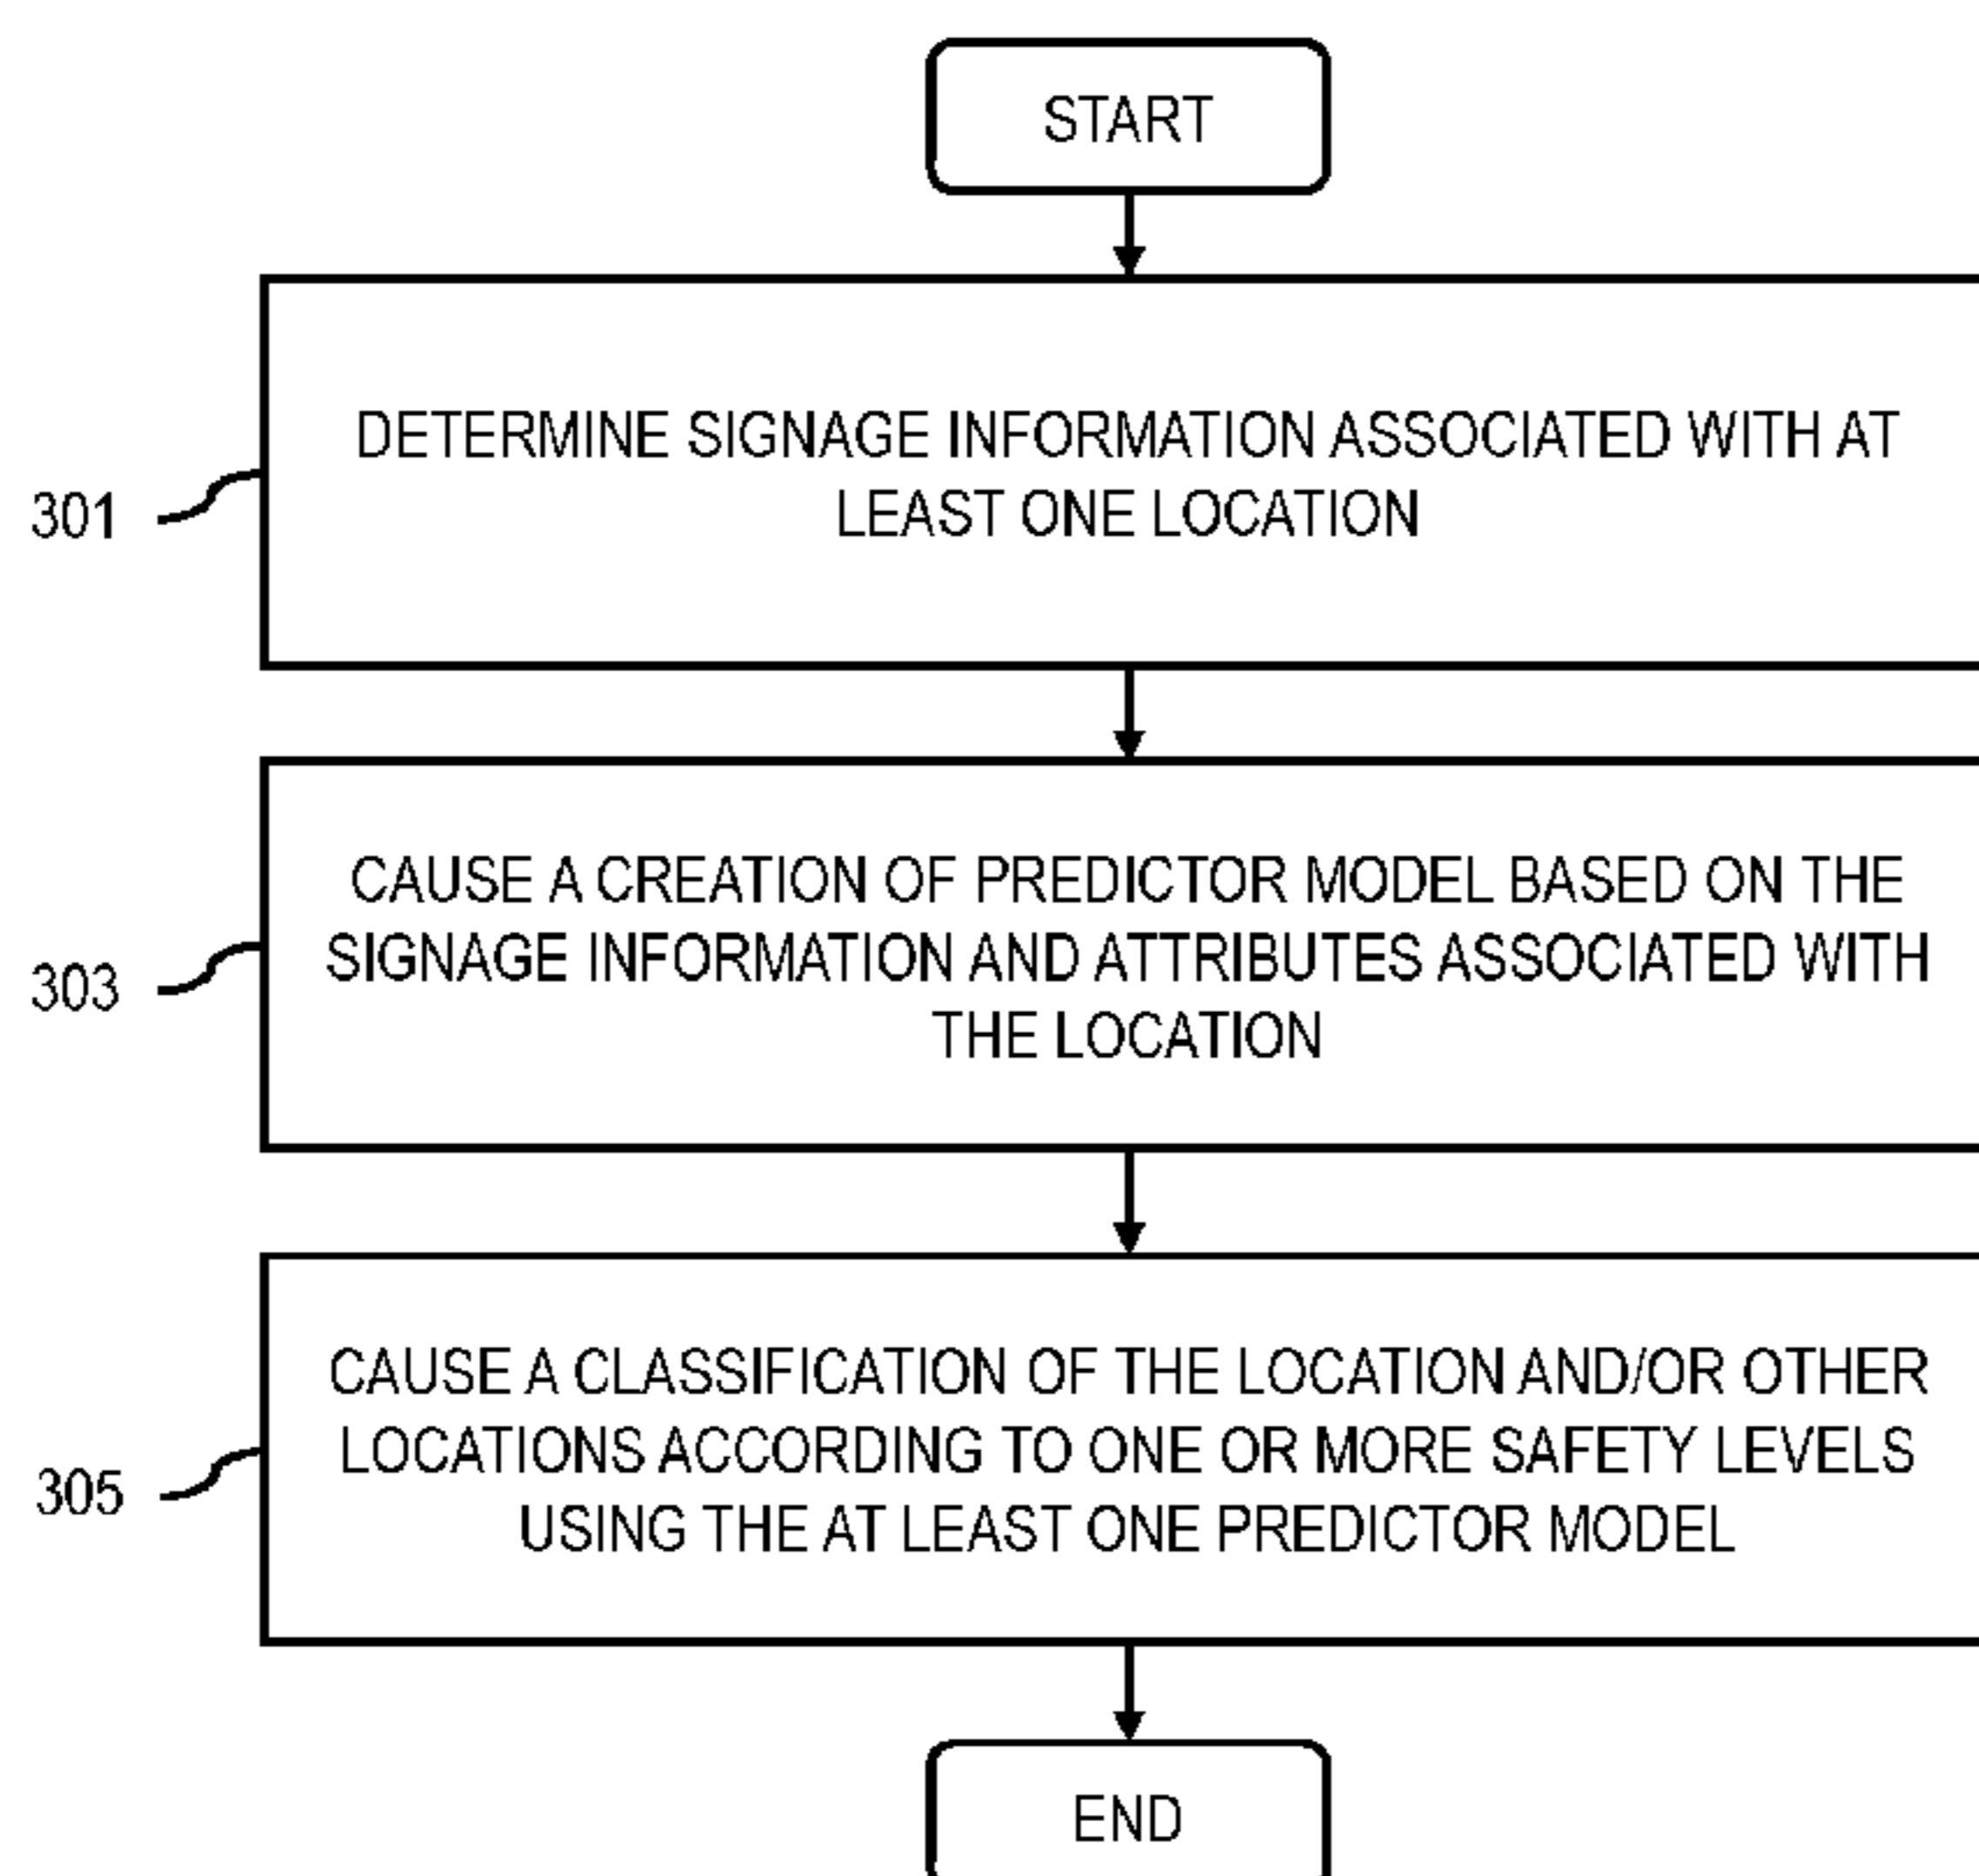 START
DETERMINE SIGNAGE INFORMATION ASSOCIATED WITH AT
LEAST ONE LOCATION
301
CAUSE A CREATION OF PREDICTOR MODEL BASED ON THE
SIGNAGE INFORMATION AND ATTRIBUTES ASSOCIATED WITH
THE LOCATION
303
CAUSE A CLASSIFICATION OF THE LOCATION AND/OR OTHER
LOCATIONS ACCORDING TO ONE OR MORE SAFETY LEVELS
USING THE AT LEAST ONE PREDICTOR MODEL
305
END